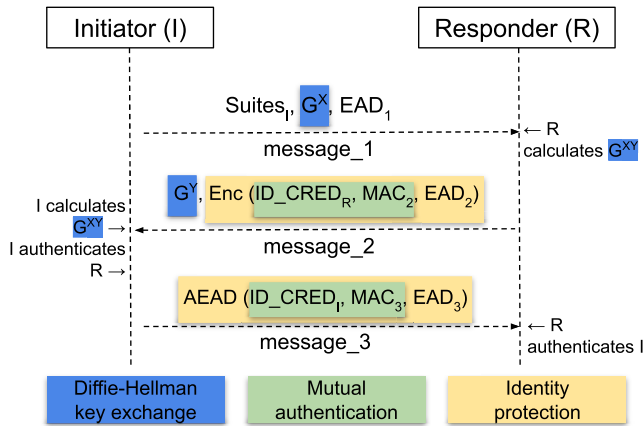 Initiator (I)
Responder (R)
Suites_I, G^X, EAD_1
message_1
← R
calculates G^XY
G^Y, Enc (ID_CRED_R, MAC_2, EAD_2)
message_2
I calculates
G^XY →
I authenticates
R →
AEAD (ID_CRED_I, MAC_3, EAD_3)
message_3
← R
authenticates I
Diffie-Hellman
key exchange
Mutual
authentication
Identity
protection